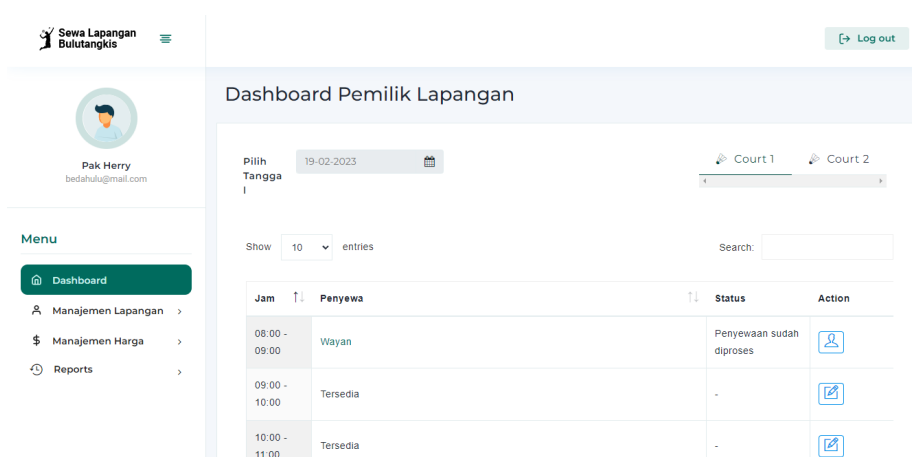 Sewa Lapangan
Bulutangkis
Log out
Pak Herry
bedahulu@mail.com
Menu
Dashboard
Manajemen Lapangan
Manajemen Harga
Reports
Dashboard Pemilik Lapangan
Pilih
Tangga
l
19-02-2023
Court 1
Court 2
Show 10 entries
Search:
Jam Penyewa Status Action
08:00 -
09:00
Wayan
Penyewaan sudah
diproses
09:00 -
10:00
Tersedia
-
10:00 -
11:00
Tersedia
-